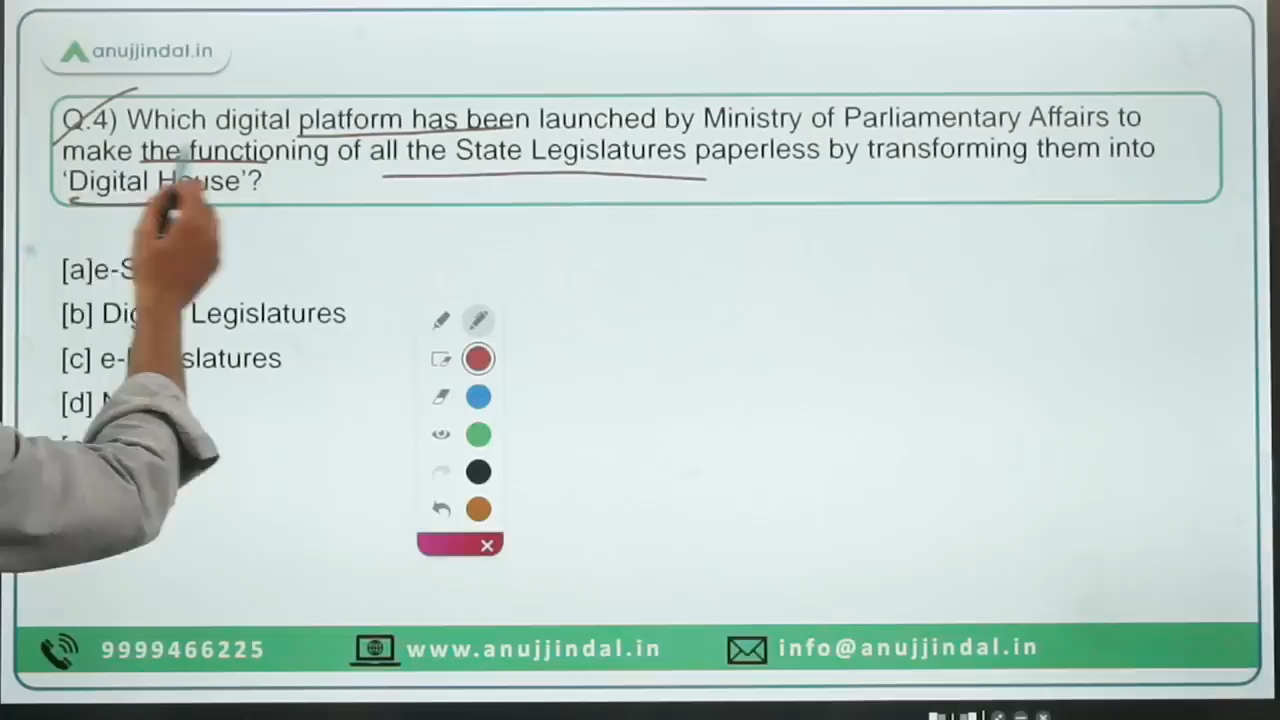 anujjindal.in
Q.4) Which digital platform has been launched by Ministry of Parliamentary Affairs to
make the functioning of all the State Legislatures paperless by transforming them into
‘Digital House’?
[a]e-S
[b] Legislatures
[c]
[d]
9999466225
www.anujjindal.in
info@anujjindal.in